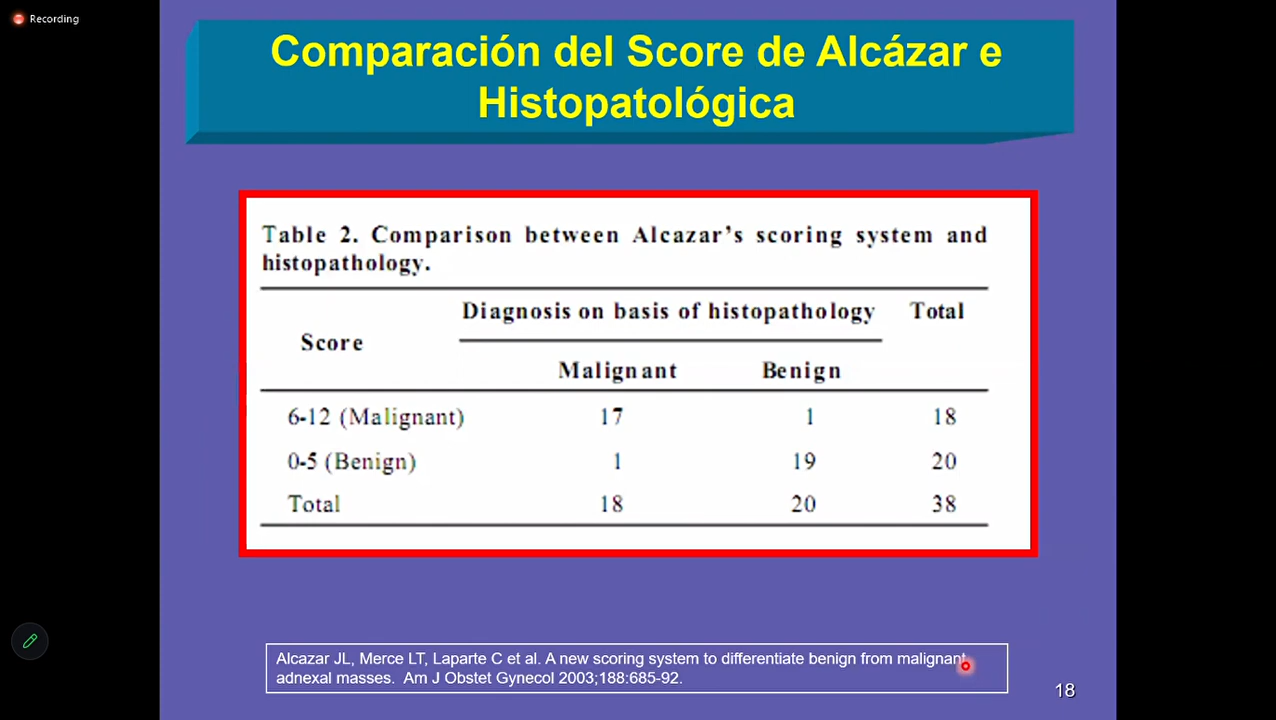 Recording
Comparación del Score de Alcázar e
Histopatológica
Table 2. Comparison between Alcazar's scoring system and
histopathology.
Diagnosis on basis of histopathology Total
Score
Malignant Benign
6-12 (Malignant) 17 1 18
0-5 (Benign) 1 19 20
Total 18 20 38
Alcazar JL, Merce LT, Laparte C et al. A new scoring system to differentiate benign from malignant
adnexal masses. Am J Obstet Gynecol 2003;188:685-92.
18